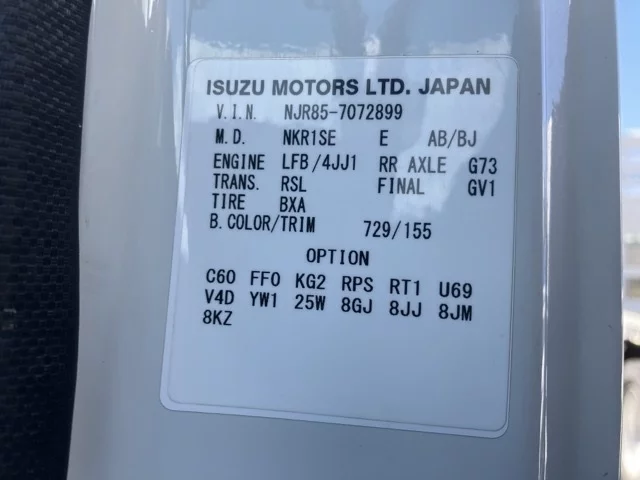 ISUZU MOTORS LTD. JAPAN
V.I.N. NJR85-7072899
M.D. NKR1SE E AB/BJ
ENGINE LFB/4JJ1 RR AXLE G73
TRANS. RSL FINAL GV1
TIRE BXA
B.COLOR/TRIM 729/155
OPTION
C60 FF0 KG2 RPS RT1 U69
V4D YW1 25W 8GJ 8JJ 8JM
8KZ